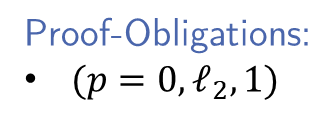 Proof-Obligations:
• (p = 0, ℓ₂, 1)